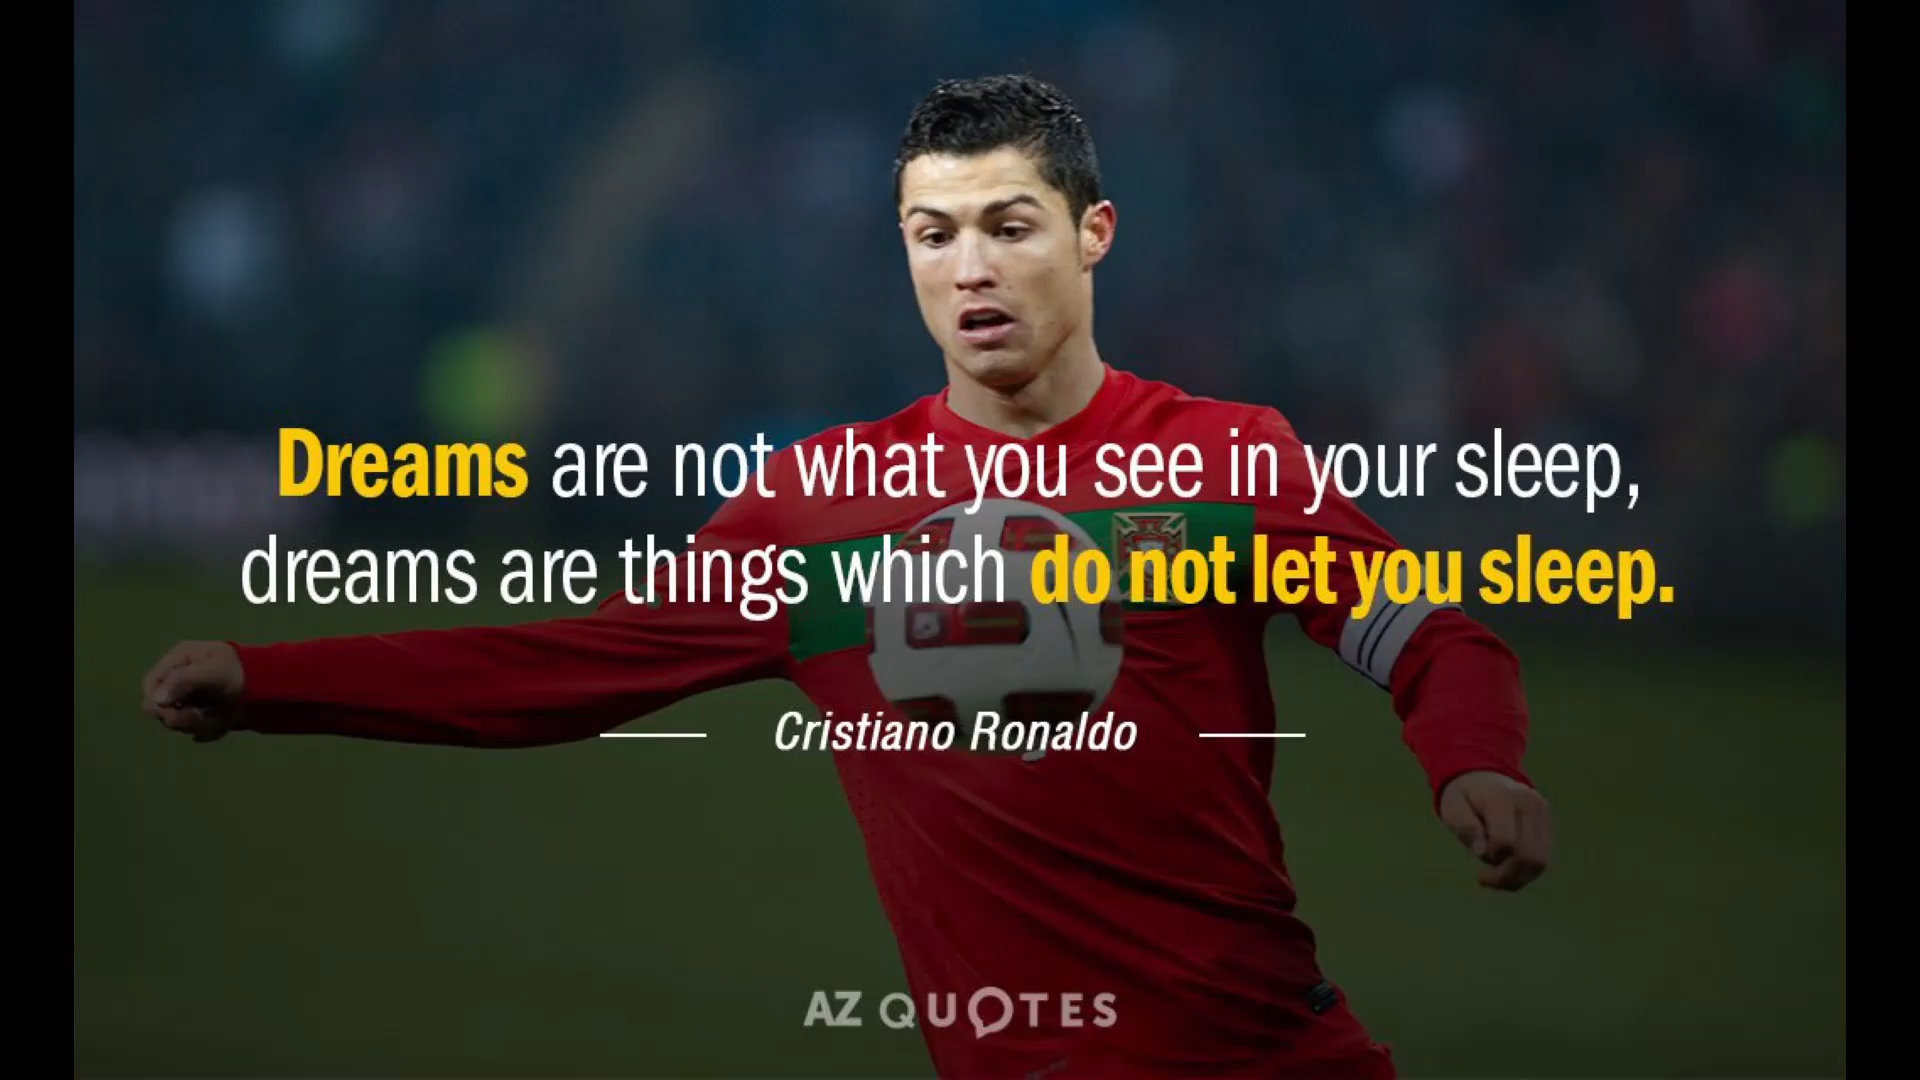 Dreams are not what you see in your sleep,
dreams are things which do not let you sleep.
Cristiano Ronaldo
AZ QUOTES